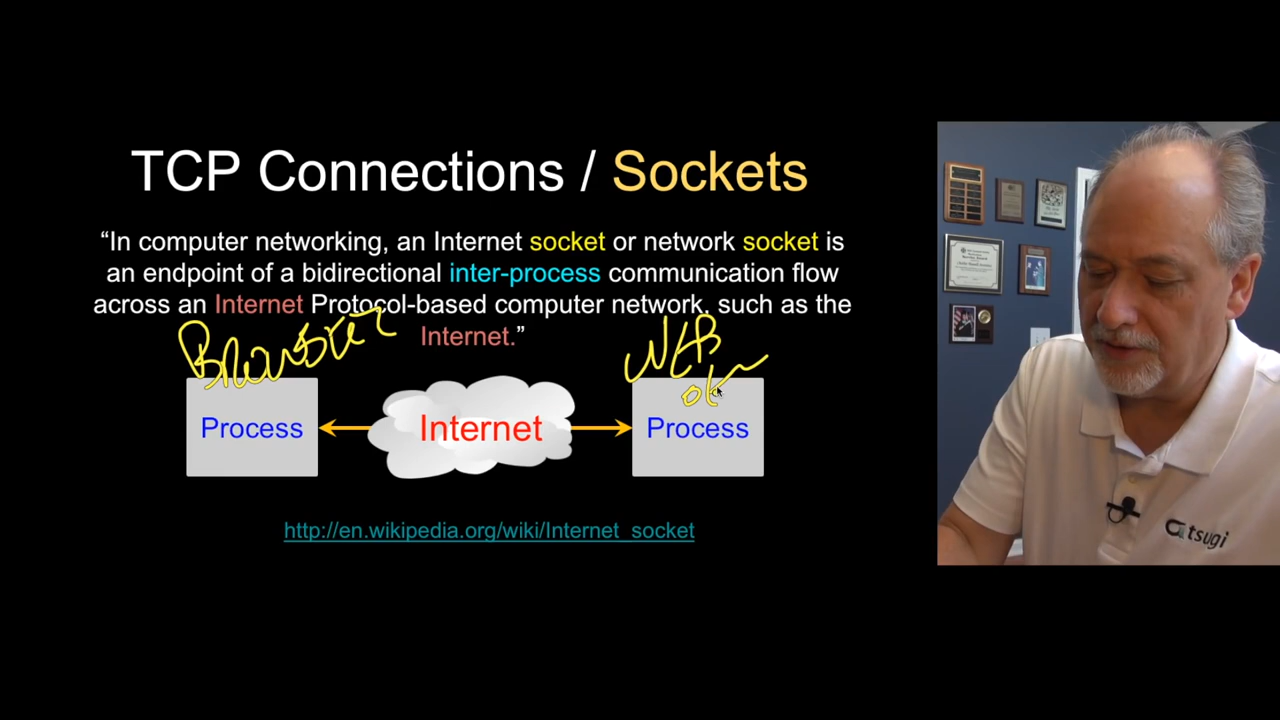 TCP Connections / Sockets
“In computer networking, an Internet socket or network socket is
an endpoint of a bidirectional inter-process communication flow
across an Internet Protocol-based computer network, such as the
Internet.”
Browser
WEB
Process
Internet
Process
http://en.wikipedia.org/wiki/Internet_socket
tsugi